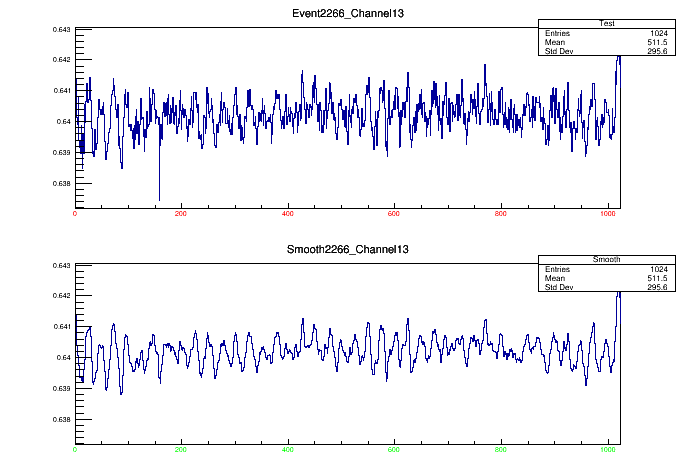 Event2266_Channel13
Test
Entries 1024
Mean 511.5
Std Dev 295.6
0.643
0.642
0.641
0.64
0.639
0.638
0 200 400 600 800 1000
Smooth2266_Channel13
Smooth
Entries 1024
Mean 511.5
Std Dev 295.6
0.643
0.642
0.641
0.64
0.639
0.638
0 200 400 600 800 1000